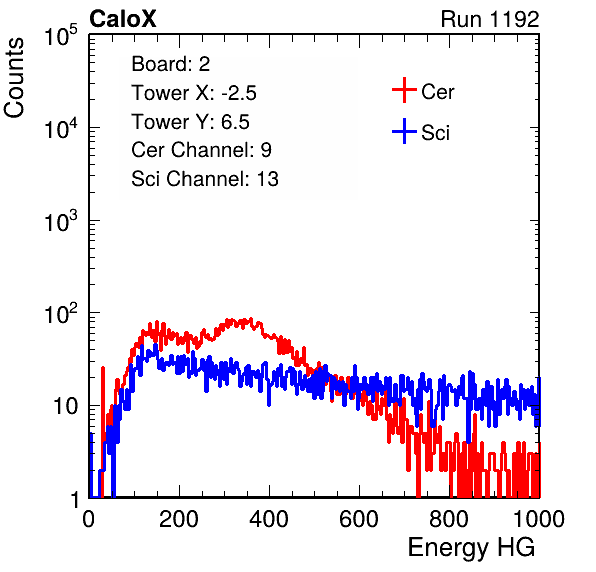 CaloX Run 1192
Counts
10^5
10^4
10^3
10^2
10
1
Board: 2
Tower X: -2.5
Tower Y: 6.5
Cer Channel: 9
Sci Channel: 13
Cer
Sci
0 200 400 600 800 1000
Energy HG